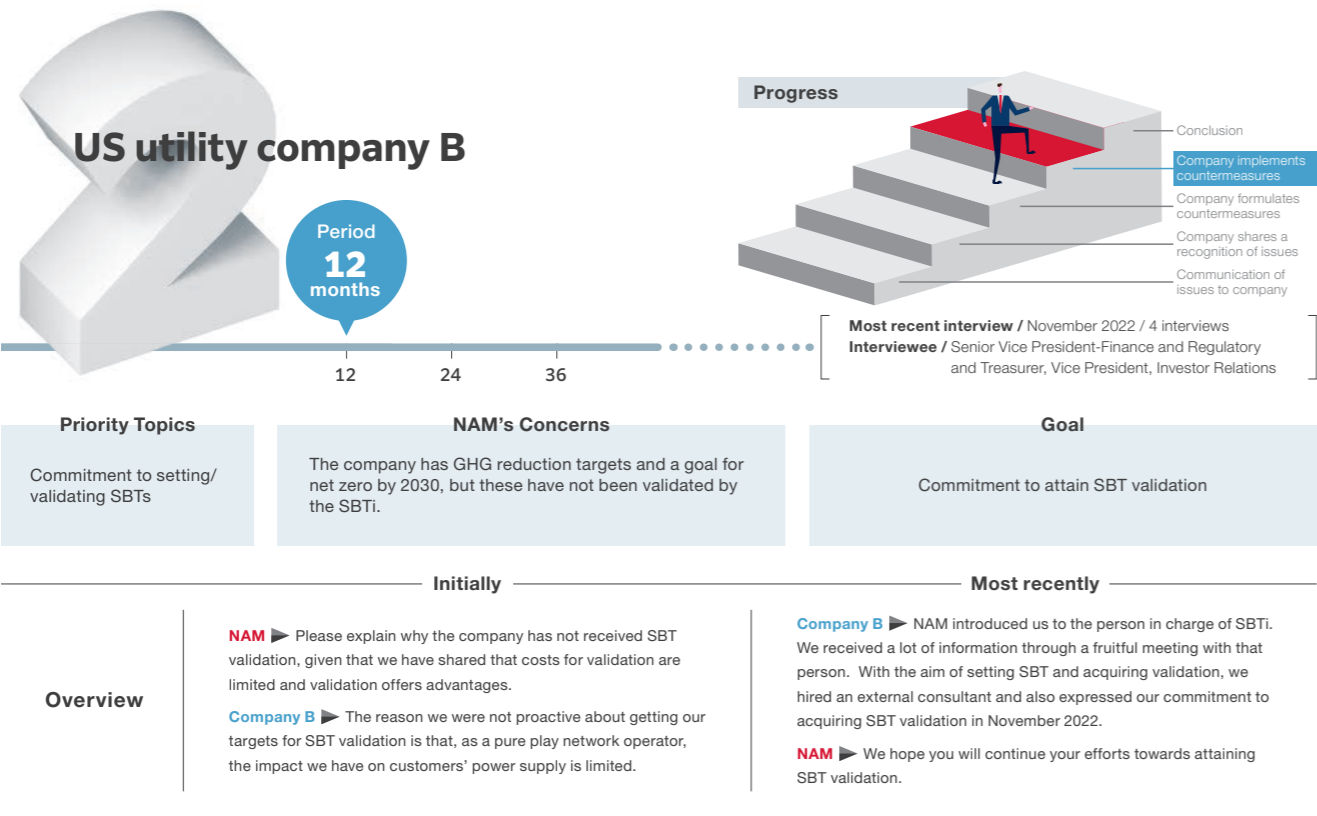 US utility company B
Period
12
months
12
24
36
Progress
Conclusion
Company implements
countermeasures
Company formulates
countermeasures
Company shares a
recognition of issues
Communication of
issues to company
Most recent interview / November 2022 / 4 interviews
Interviewee / Senior Vice President-Finance and Regulatory
and Treasurer, Vice President, Investor Relations
Priority Topics
Commitment to setting/
validating SBTs
NAM's Concerns
The company has GHG reduction targets and a goal for
net zero by 2030, but these have not been validated by
the SBTi.
Goal
Commitment to attain SBT validation
Overview
Initially
NAM ▶ Please explain why the company has not received SBT
validation, given that we have shared that costs for validation are
limited and validation offers advantages.
Company B ▶ The reason we were not proactive about getting our
targets for SBT validation is that, as a pure play network operator,
the impact we have on customers' power supply is limited.
Most recently
Company B ▶ NAM introduced us to the person in charge of SBTi.
We received a lot of information through a fruitful meeting with that
person. With the aim of setting SBT and acquiring validation, we
hired an external consultant and also expressed our commitment to
acquiring SBT validation in November 2022.
NAM ▶ We hope you will continue your efforts towards attaining
SBT validation.
2